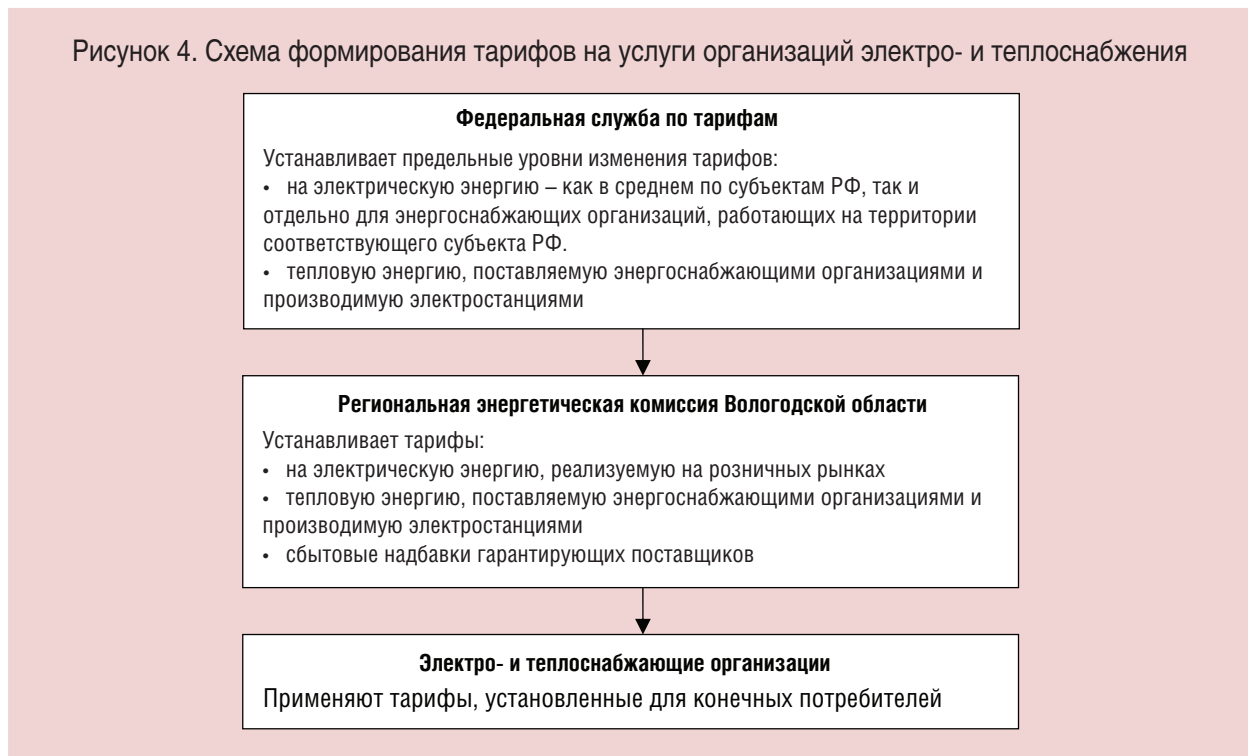 Рисунок 4. Схема формирования тарифов на услуги организаций электро- и теплоснабжения
Федеральная служба по тарифам
Устанавливает предельные уровни изменения тарифов:
• на электрическую энергию – как в среднем по субъектам РФ, так и
отдельно для энергоснабжающих организаций, работающих на территории
соответствующего субъекта РФ.
• тепловую энергию, поставляемую энергоснабжающими организациями и
производимую электростанциями
Региональная энергетическая комиссия Вологодской области
Устанавливает тарифы:
• на электрическую энергию, реализуемую на розничных рынках
• тепловую энергию, поставляемую энергоснабжающими организациями и
производимую электростанциями
• сбытовые надбавки гарантирующих поставщиков
Электро- и теплоснабжающие организации
Применяют тарифы, установленные для конечных потребителей